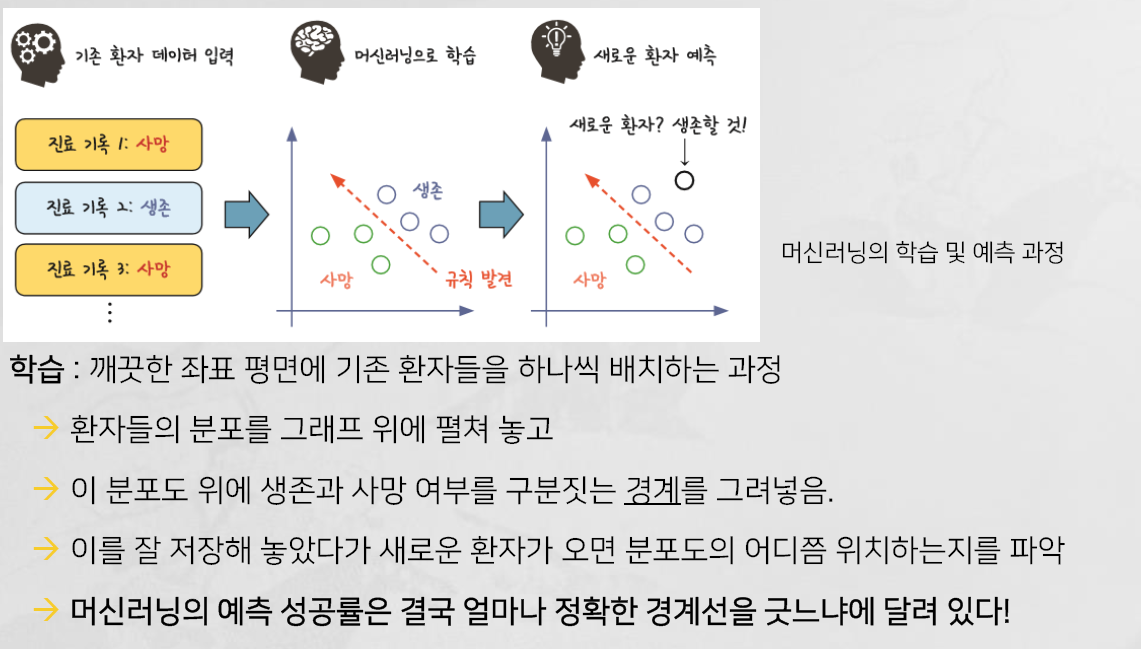 기존 환자 데이터 입력
머신러닝으로 학습
새로운 환자 예측
진료 기록 1: 사망
진료 기록 2: 생존
진료 기록 3: 사망
생존
사망
규칙 발견
새로운 환자? 생존할 것!
사망
머신러닝의 학습 및 예측 과정
학습 : 깨끗한 좌표 평면에 기존 환자들을 하나씩 배치하는 과정
→ 환자들의 분포를 그래프 위에 펼쳐 놓고
→ 이 분포도 위에 생존과 사망 여부를 구분짓는 경계를 그려넣음.
→ 이를 잘 저장해 놓았다가 새로운 환자가 오면 분포도의 어디쯤 위치하는지를 파악
→ 머신러닝의 예측 성공률은 결국 얼마나 정확한 경계선을 긋느냐에 달려 있다!